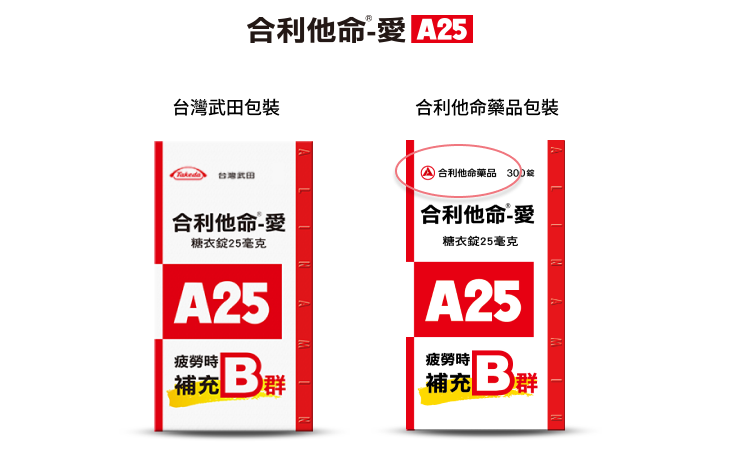 合利他命®-愛 A25
台灣武田包裝
合利他命藥品包裝
Takeda 台灣武田
合利他命®-愛
糖衣錠25毫克
A25
疲勞時
補充B群
ALINAMIN
合利他命藥品 300錠
合利他命®-愛
糖衣錠25毫克
A25
疲勞時
補充B群
ALINAMIN